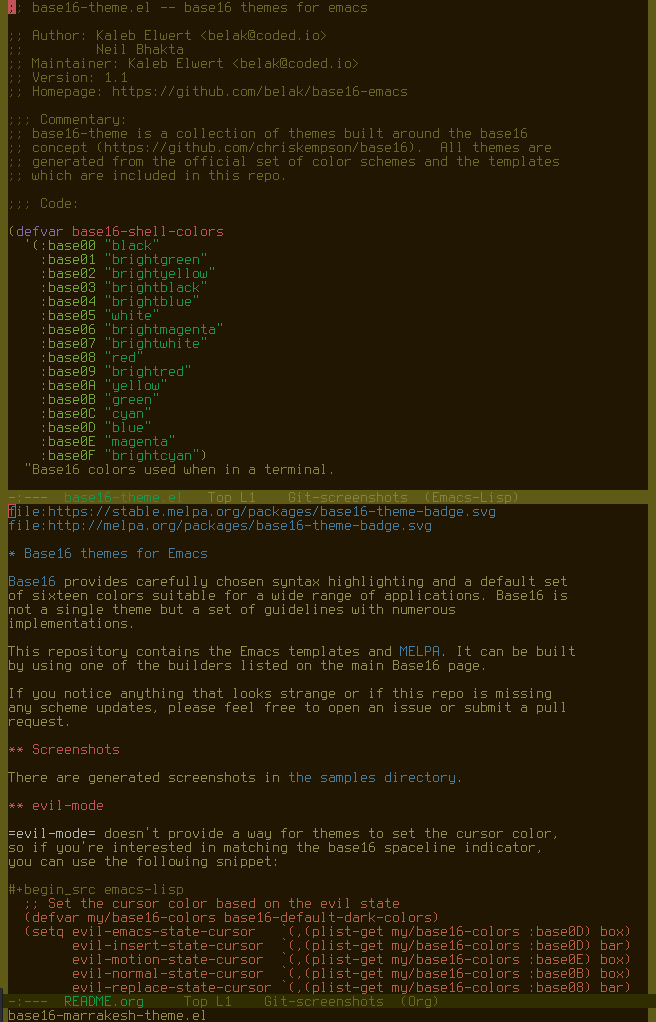 ;; base16-theme.el -- base16 themes for emacs
;; Author: Kaleb Elwert <belak@coded.io>
;;         Neil Bhakta
;; Maintainer: Kaleb Elwert <belak@coded.io>
;; Version: 1.1
;; Homepage: https://github.com/belak/base16-emacs
;;; Commentary:
;; base16-theme is a collection of themes built around the base16
;; concept (https://github.com/chriskempson/base16).  All themes are
;; generated from the official set of color schemes and the templates
;; which are included in this repo.
;;; Code:
(defvar base16-shell-colors
  '(:base00 "black"
    :base01 "brightgreen"
    :base02 "brightyellow"
    :base03 "brightblack"
    :base04 "brightblue"
    :base05 "white"
    :base06 "brightmagenta"
    :base07 "brightwhite"
    :base08 "red"
    :base09 "brightred"
    :base0A "yellow"
    :base0B "green"
    :base0C "cyan"
    :base0D "blue"
    :base0E "magenta"
    :base0F "brightcyan")
  "Base16 colors used when in a terminal.
-:---  base16-theme.el   Top L1    Git-screenshots  (Emacs-Lisp)
file:https://stable.melpa.org/packages/base16-theme-badge.svg
file:http://melpa.org/packages/base16-theme-badge.svg
* Base16 themes for Emacs
Base16 provides carefully chosen syntax highlighting and a default set
of sixteen colors suitable for a wide range of applications. Base16 is
not a single theme but a set of guidelines with numerous
implementations.
This repository contains the Emacs templates and MELPA. It can be built
by using one of the builders listed on the main Base16 page.
If you notice anything that looks strange or if this repo is missing
any scheme updates, please feel free to open an issue or submit a pull
request.
** Screenshots
There are generated screenshots in the samples directory.
** evil-mode
=evil-mode= doesn't provide a way for themes to set the cursor color,
so if you're interested in matching the base16 spaceline indicator,
you can use the following snippet:
#+begin_src emacs-lisp
  ;; Set the cursor color based on the evil state
  (defvar my/base16-colors base16-default-dark-colors)
  (setq evil-emacs-state-cursor   `(,(plist-get my/base16-colors :base0D) box)
        evil-insert-state-cursor  `(,(plist-get my/base16-colors :base0D) bar)
        evil-motion-state-cursor  `(,(plist-get my/base16-colors :base0E) box)
        evil-normal-state-cursor  `(,(plist-get my/base16-colors :base0B) box)
        evil-replace-state-cursor `(,(plist-get my/base16-colors :base08) bar)
-:---  README.org     Top L1    Git-screenshots  (Org)
base16-marrakesh-theme.el